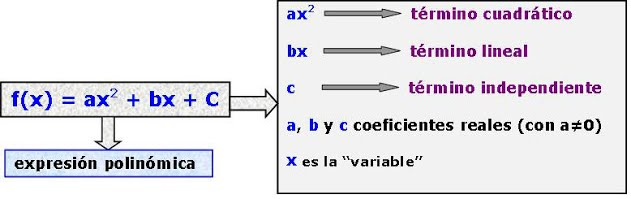 f(x) = ax² + bx + C
expresión polinómica
ax² término cuadrático
bx término lineal
c término independiente
a, b y c coeficientes reales (con a≠0)
x es la “variable”